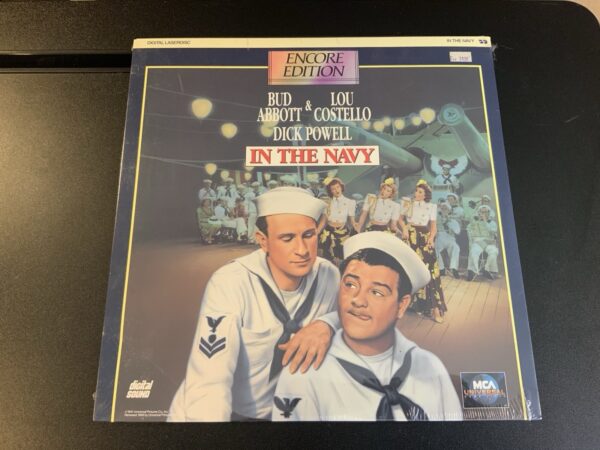 DIGITAL LASERDISC
IN THE NAVY
ENCORE
EDITION
BUD
ABBOTT
&
LOU
COSTELLO
DICK POWELL
IN THE NAVY
digital
SOUND
MCA
UNIVERSAL